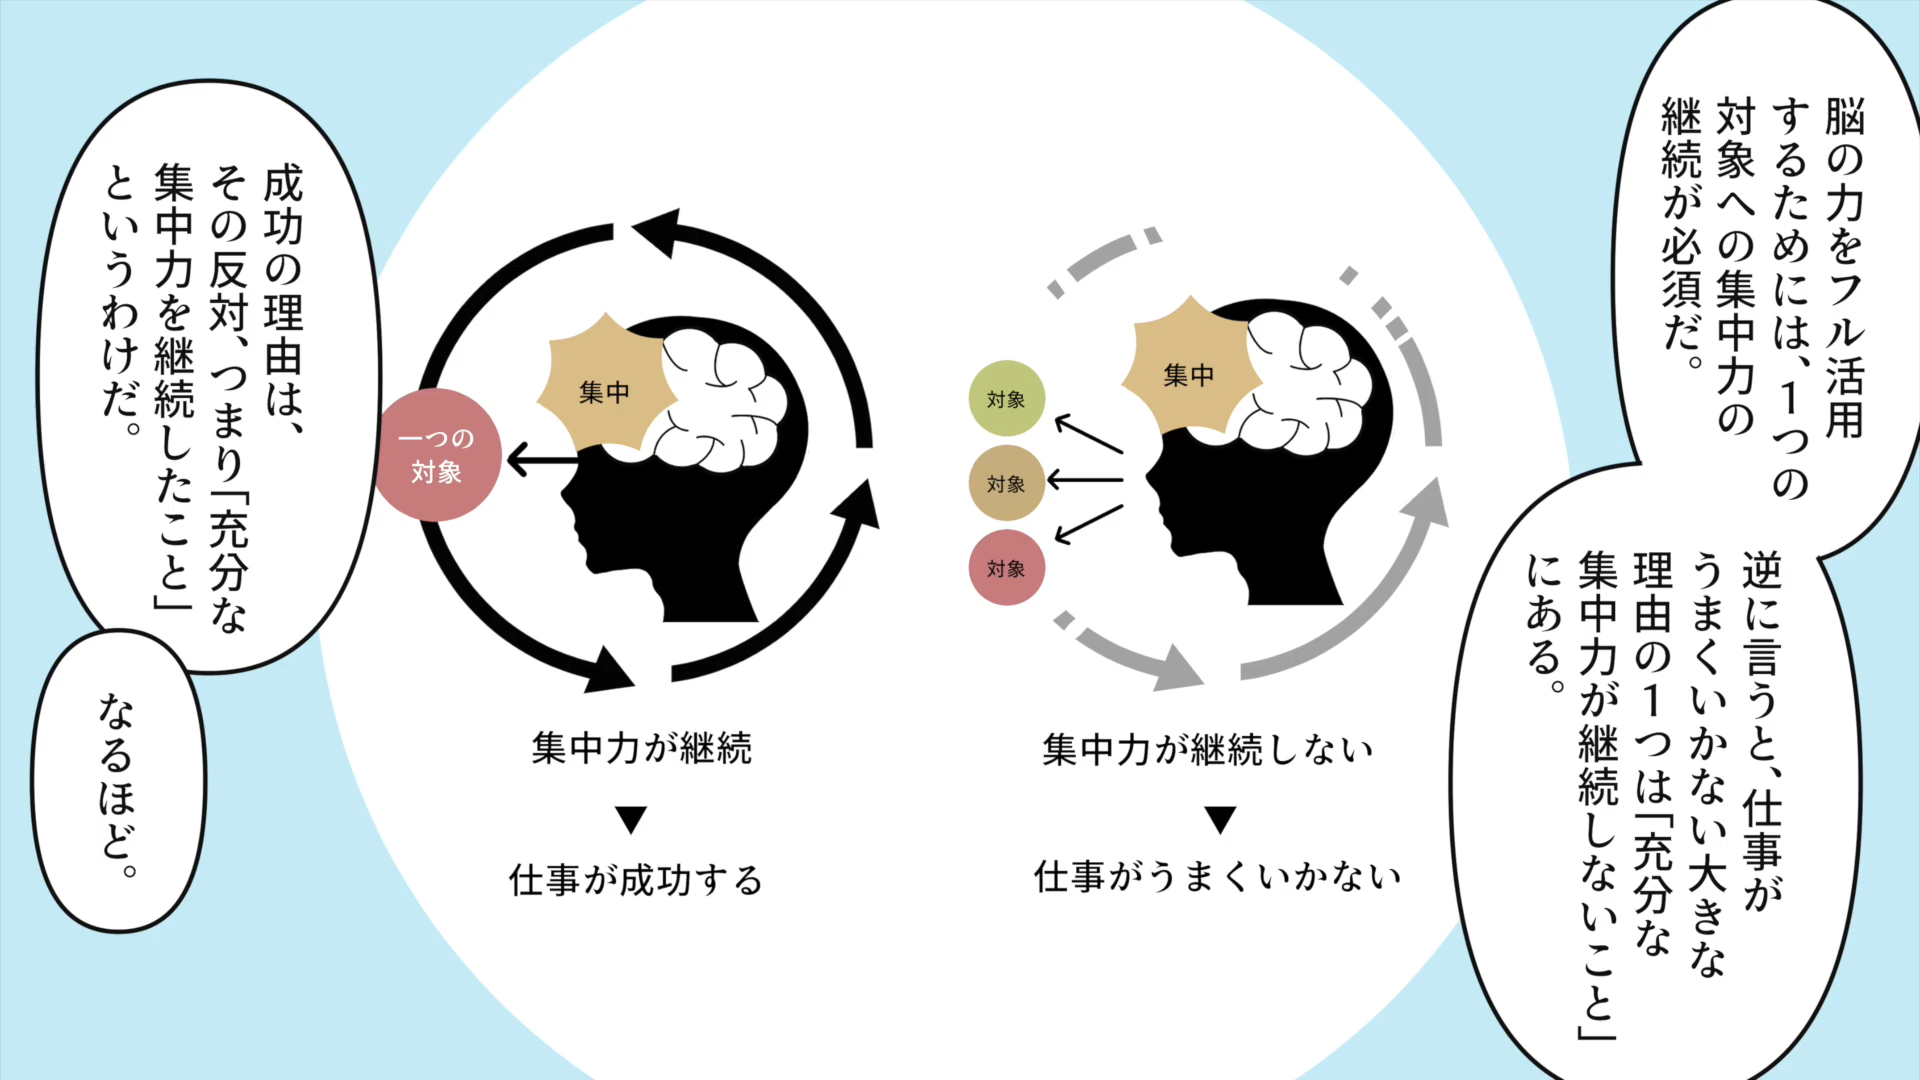 脳の力をフル活用
するためには、1つの
対象への集中力の
継続が必須だ。
逆に言うと、仕事が
うまくいかない大きな
理由の1つは「充分な
集中力が継続しないこと」
にある。
集中
対象
対象
対象
集中力が継続しない
▼
仕事がうまくいかない
集中
一つの
対象
集中力が継続
▼
仕事が成功する
成功の理由は、
その反対、つまり「充分な
集中力を継続したこと」
というわけだ。
なるほど。